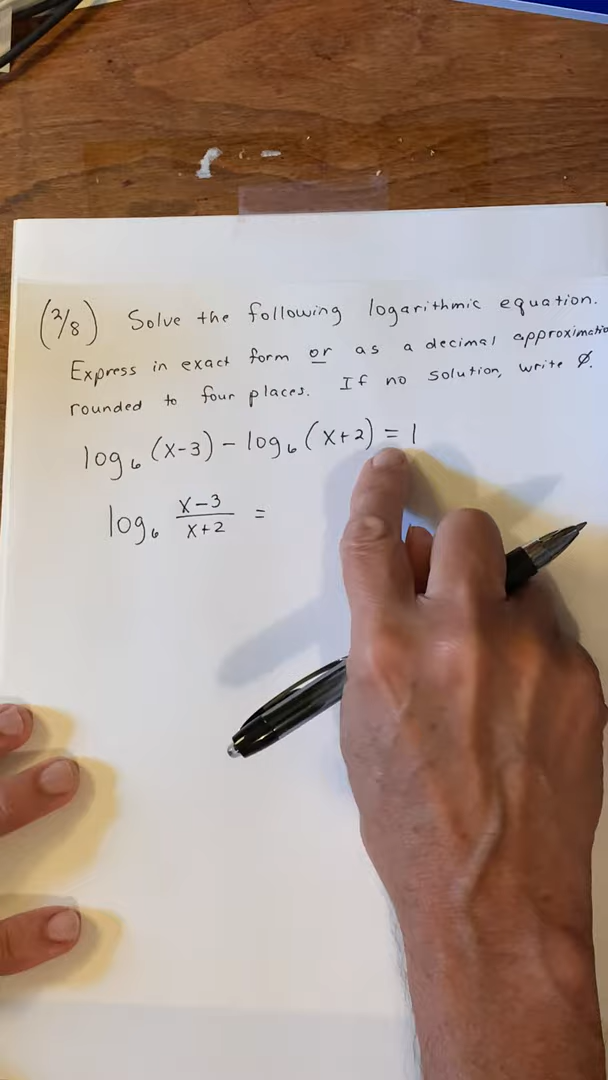 (2/8) Solve the following logarithmic equation.
Express in exact form or as a decimal approximatio
rounded to four places. If no solution, write ∅.
log₆(x-3) - log₆(x+2) = 1
log₆ x-3/x+2 =